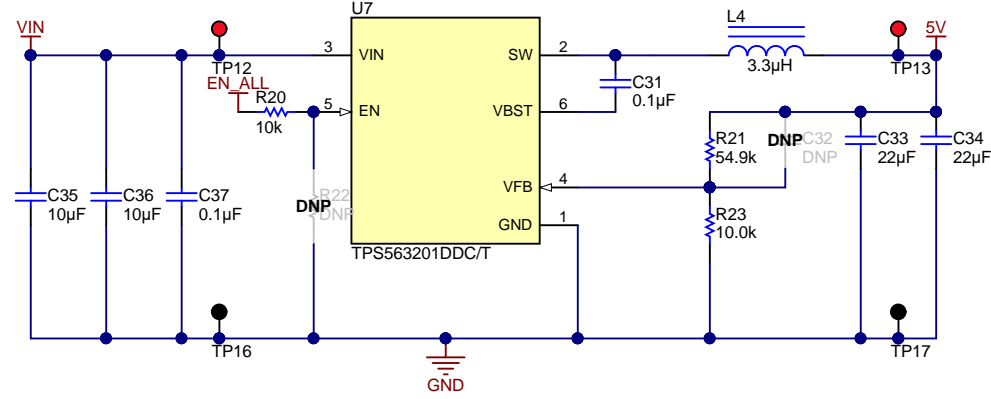 U7
L4
VIN
5V
3
VIN
SW
2
TP12
3.3µH
TP13
EN_ALL
C31
0.1µF
R20
10k
5
EN
VBST
6
R21
54.9k
DNP
C32
DNP
C33
22µF
C34
22µF
C35
10µF
C36
10µF
C37
0.1µF
DNP
R22
DNP
VFB
4
R23
10.0k
GND
1
TPS563201DDC/T
TP16
TP17
GND